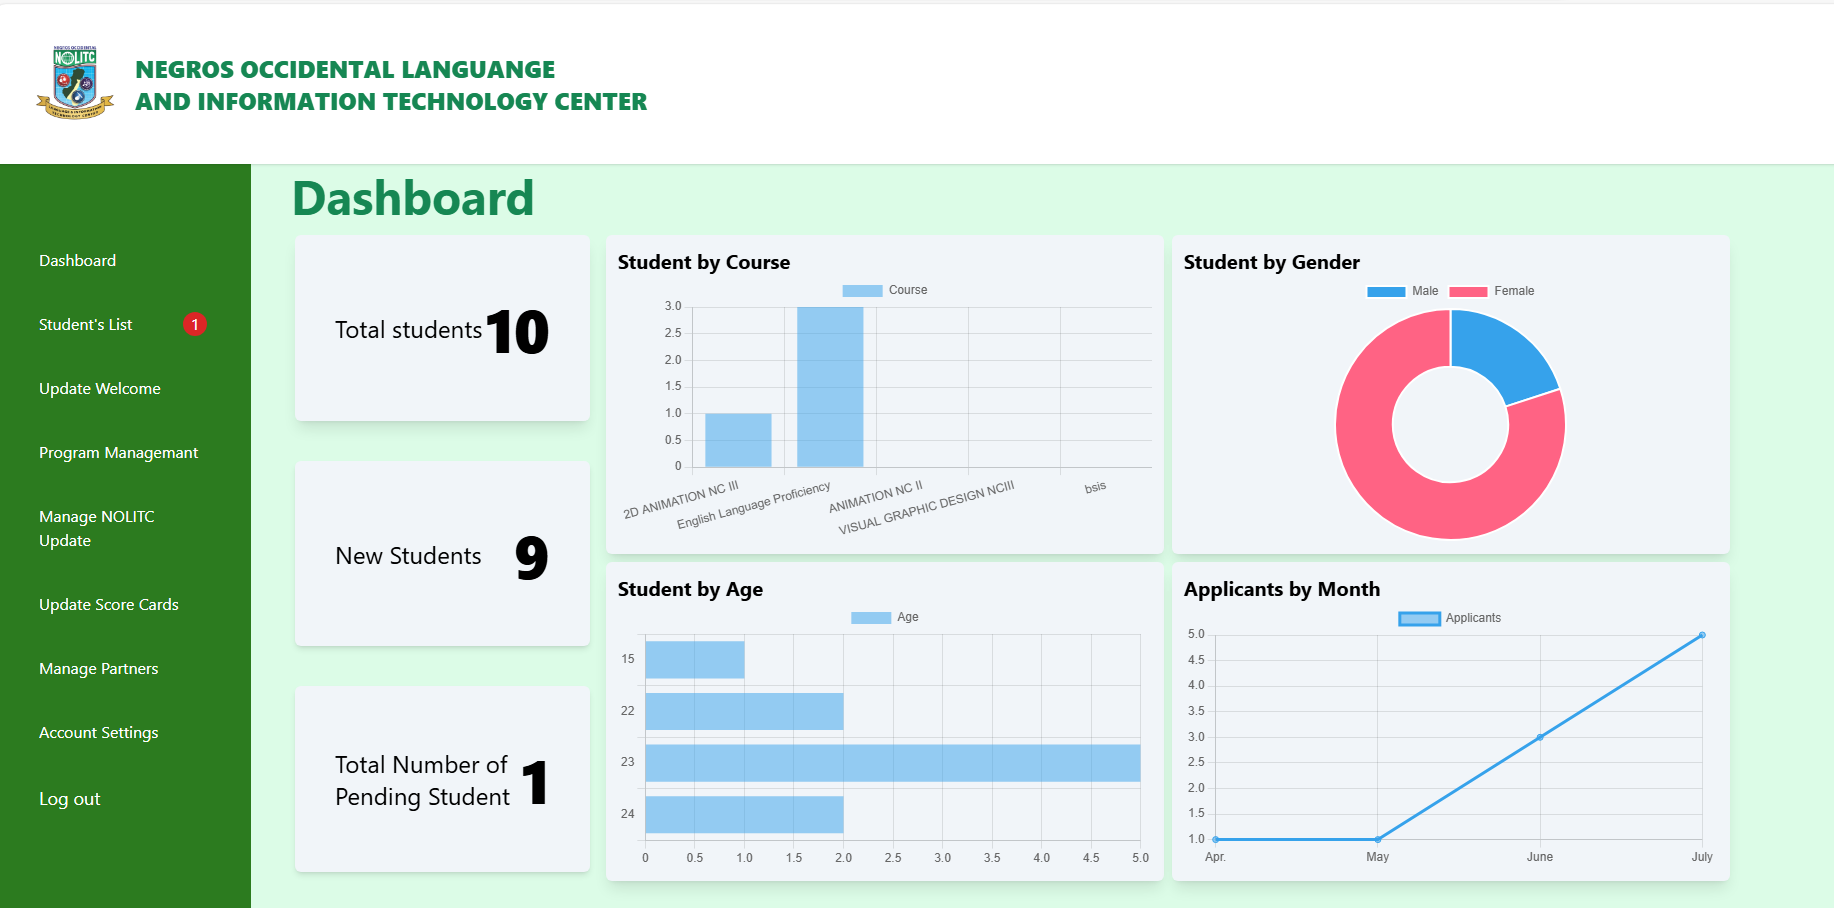 NEGROS OCCIDENTAL
NOLITC
NEGROS OCCIDENTAL LANGUANGE
AND INFORMATION TECHNOLOGY CENTER
Dashboard
Student's List 1
Update Welcome
Program Managemant
Manage NOLITC
Update
Update Score Cards
Manage Partners
Account Settings
Log out
Dashboard
Total students 10
New Students 9
Total Number of
Pending Student 1
Student by Course
Course
3.0
2.5
2.0
1.5
1.0
0.5
0
2D ANIMATION NC III
English Language Proficiency
ANIMATION NC II
VISUAL GRAPHIC DESIGN NCIII
bsis
Student by Gender
Male Female
Student by Age
Age
15
22
23
24
0 0.5 1.0 1.5 2.0 2.5 3.0 3.5 4.0 4.5 5.0
Applicants by Month
Applicants
5.0
4.5
4.0
3.5
3.0
2.5
2.0
1.5
1.0
Apr. May June July